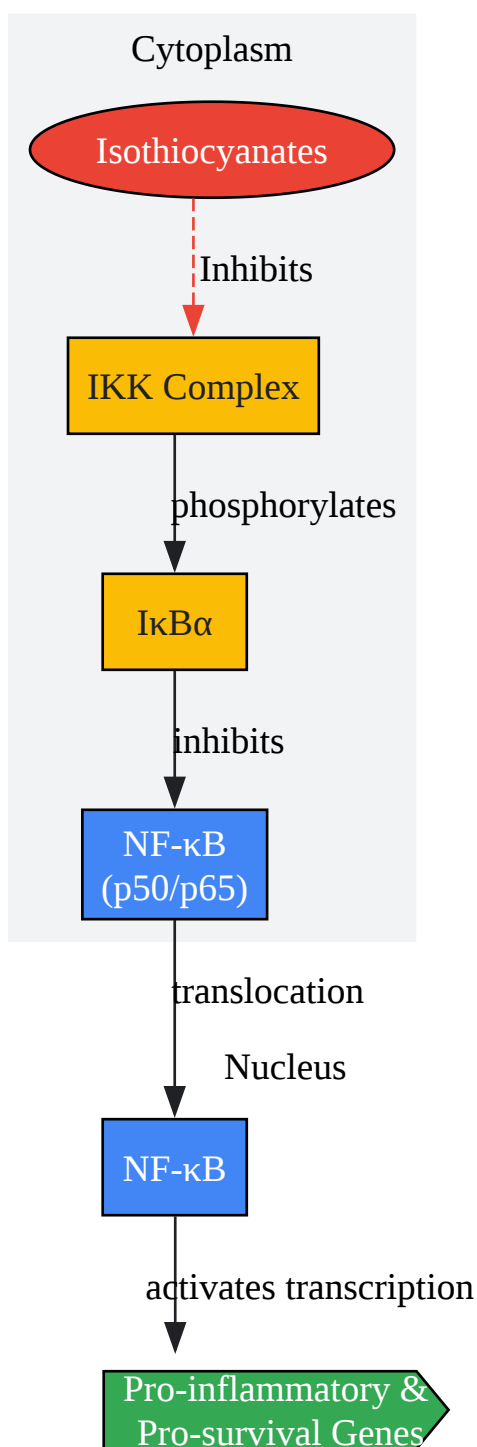 Cytoplasm
Isothiocyanates
Inhibits
IKK Complex
phosphorylates
IκBα
inhibits
NF-κB
(p50/p65)
translocation
Nucleus
NF-κB
activates transcription
Pro-inflammatory &
Pro-survival Genes